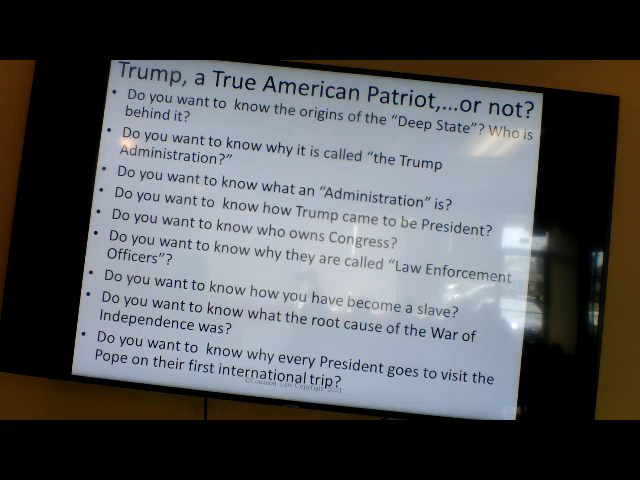 Trump, a True American Patriot,...or not?
• Do you want to know the origins of the “Deep State”? Who is
behind it?
• Do you want to know why it is called “the Trump
Administration?”
• Do you want to know what an “Administration” is?
• Do you want to know how Trump came to be President?
• Do you want to know who owns Congress?
• Do you want to know why they are called “Law Enforcement
Officers”?
• Do you want to know how you have become a slave?
• Do you want to know what the root cause of the War of
Independence was?
• Do you want to know why every President goes to visit the
Pope on their first international trip?
Law Copyright